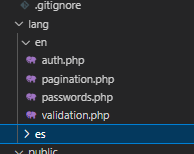 .gitignore
lang
en
auth.php
pagination.php
passwords.php
validation.php
es
public